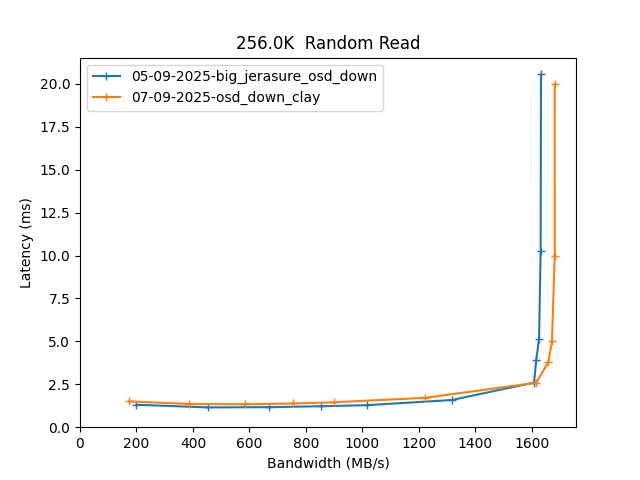 256.0K  Random Read
05-09-2025-big_jerasure_osd_down
07-09-2025-osd_down_clay
20.0
17.5
15.0
12.5
10.0
7.5
5.0
2.5
0.0
Latency (ms)
0 200 400 600 800 1000 1200 1400 1600
Bandwidth (MB/s)